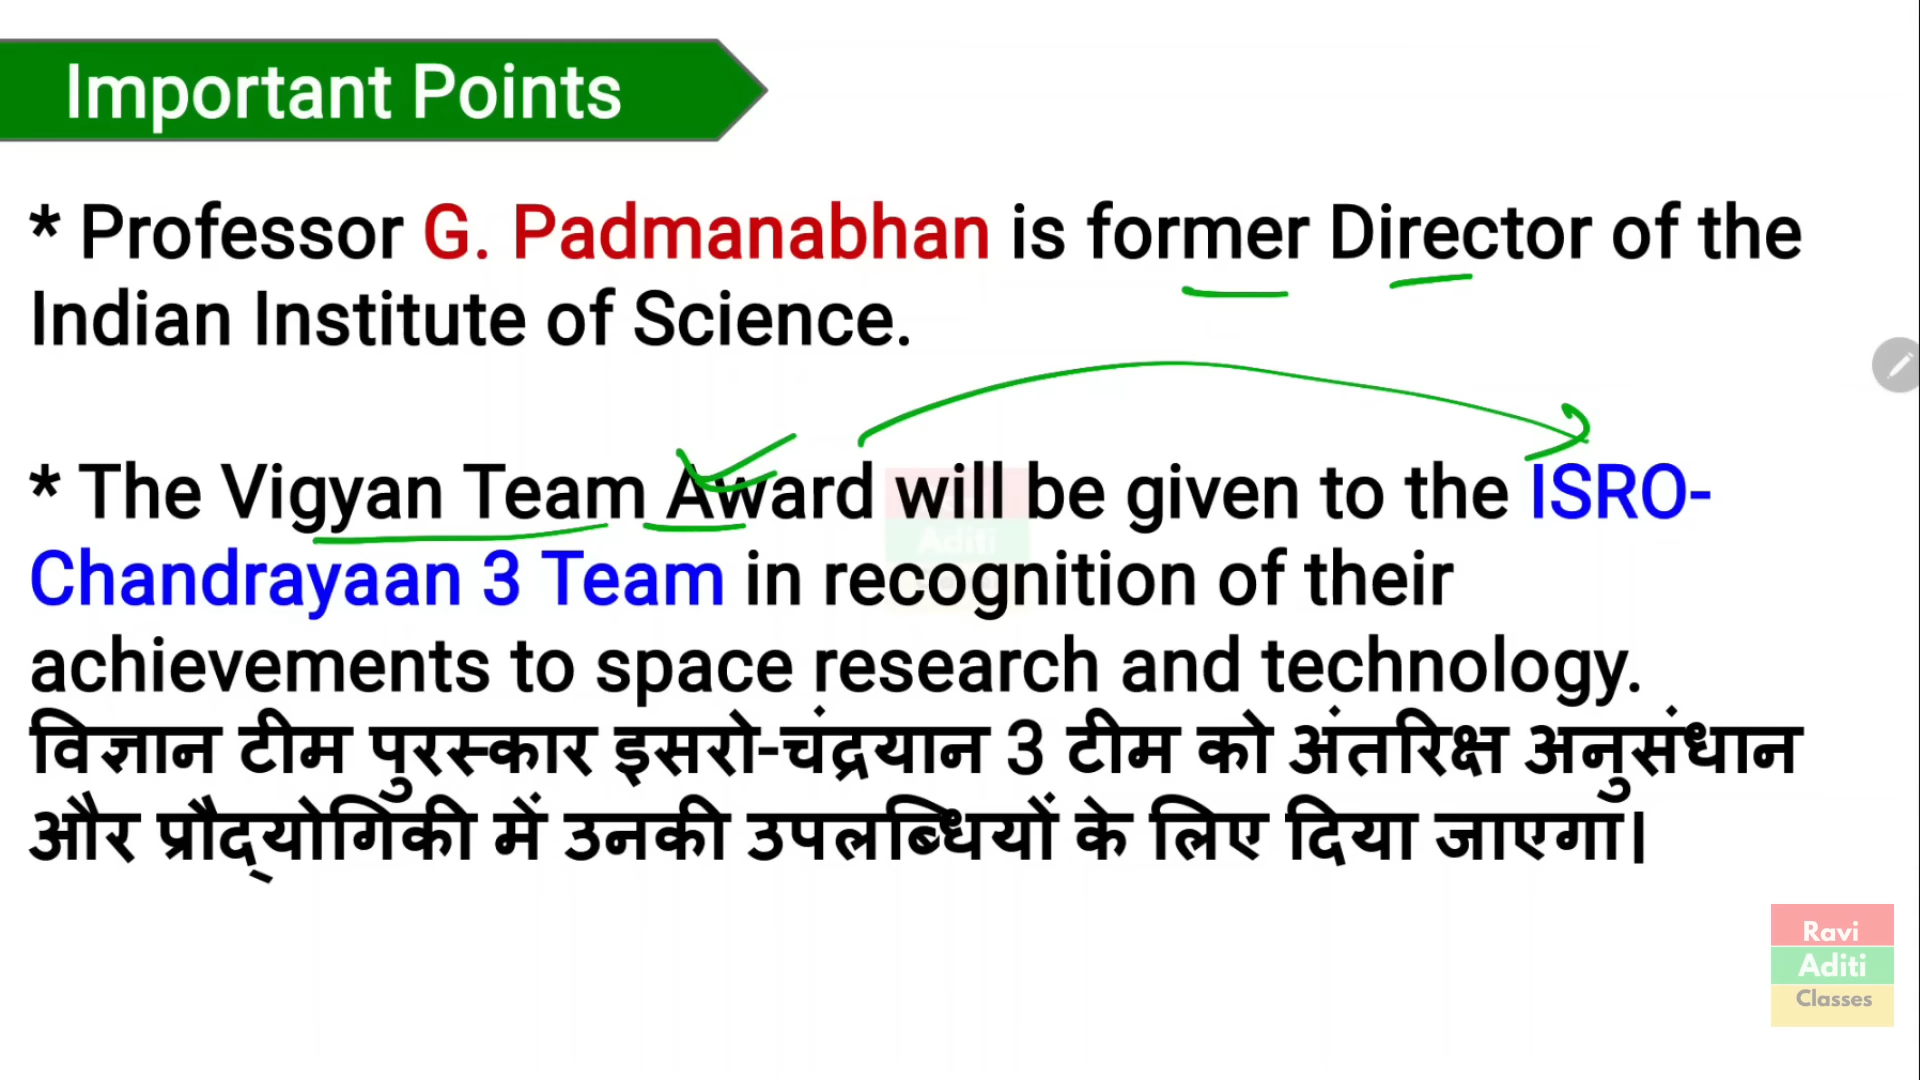 Important Points
* Professor G. Padmanabhan is former Director of the
Indian Institute of Science.
* The Vigyan Team Award will be given to the ISRO-
Chandrayaan 3 Team in recognition of their
achievements to space research and technology.
विज्ञान टीम पुरस्कार इसरो-चंद्रयान 3 टीम को अंतरिक्ष अनुसंधान
और प्रौद्योगिकी में उनकी उपलब्धियों के लिए दिया जाएगा।
Aditi
Ravi
Aditi
Classes